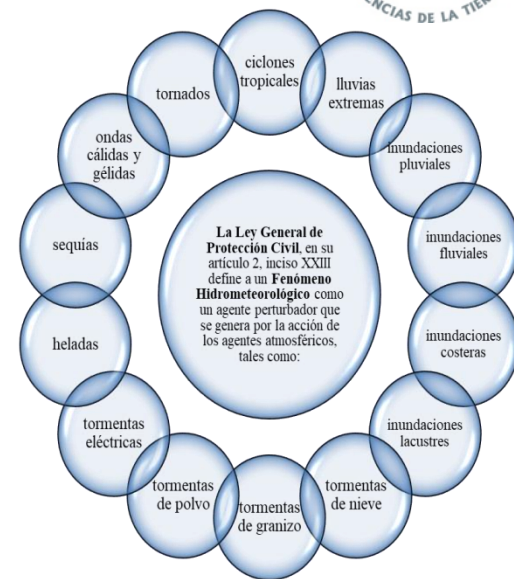 CIAS DE LA TIER
ciclones
tropicales
lluvias
extremas
inundaciones
pluviales
inundaciones
fluviales
inundaciones
costeras
inundaciones
lacustres
tormentas
de nieve
tormentas
de granizo
tormentas
de polvo
tormentas
eléctricas
heladas
sequías
ondas
cálidas y
gélidas
tornados
La Ley General de
Protección Civil, en su
artículo 2, inciso XXIII
define a un Fenómeno
Hidrometeorológico como
un agente perturbador que
se genera por la acción de
los agentes atmosféricos,
tales como: